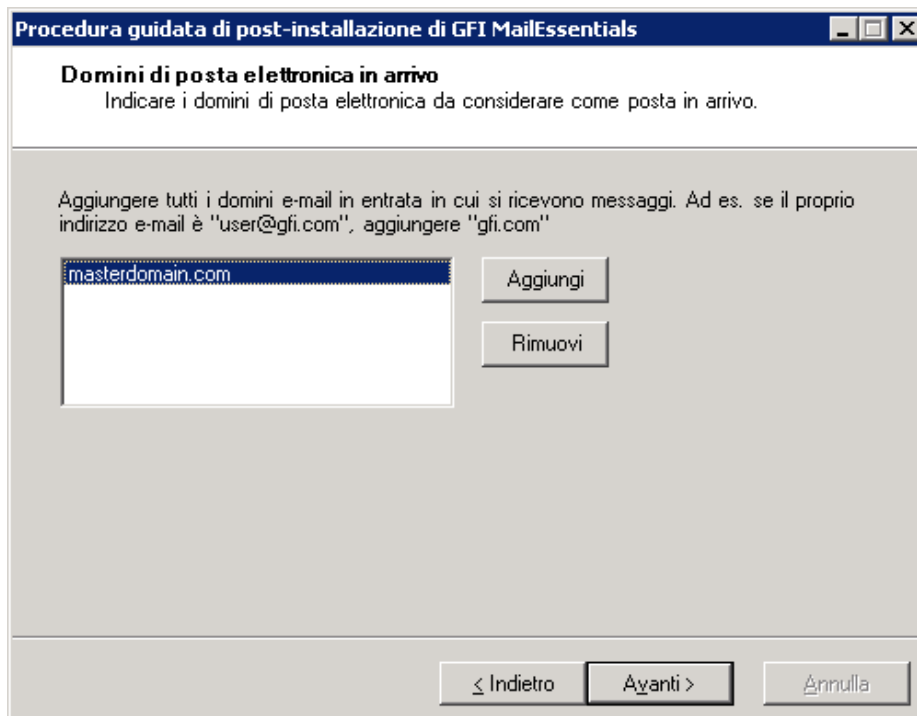 Procedura guidata di post-installazione di GFI MailEssentials
Domini di posta elettronica in arrivo
Indicare i domini di posta elettronica da considerare come posta in arrivo.
Aggiungere tutti i domini e-mail in entrata in cui si ricevono messaggi. Ad es. se il proprio
indirizzo e-mail è "user@gfi.com", aggiungere "gfi.com"
masterdomain.com
Aggiungi
Rimuovi
< Indietro
Avanti >
Annulla